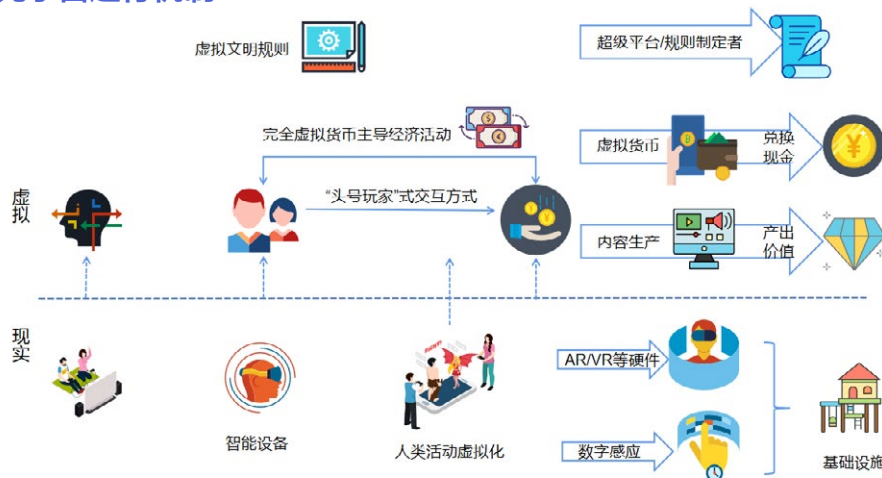 虚拟文明规则
超级平台/规则制定者
完全虚拟货币主导经济活动
虚拟货币
兑换
现金
虚拟
“头号玩家”式交互方式
内容生产
产出
价值
现实
AR/VR等硬件
智能设备
人类活动虚拟化
数字感应
基础设施